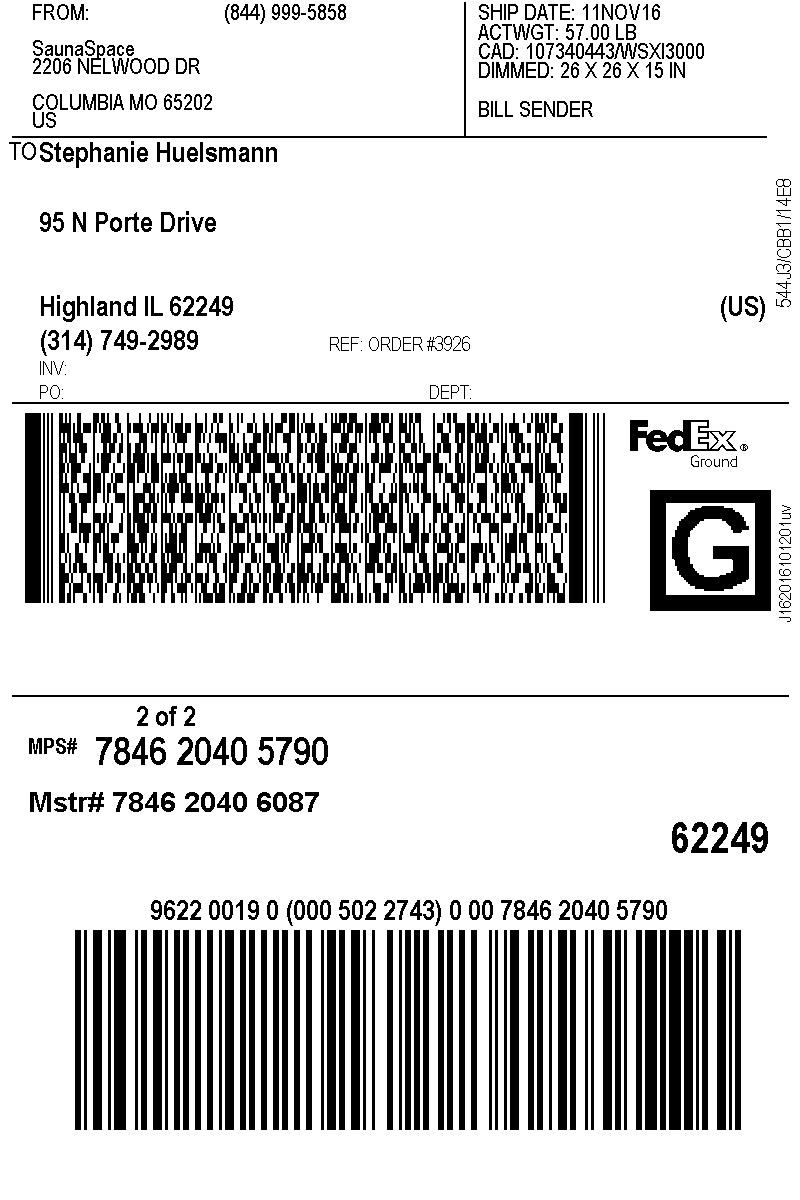 FROM: (844) 999-5858
SaunaSpace
2206 NELWOOD DR
COLUMBIA MO 65202
US
SHIP DATE: 11NOV16
ACTWGT: 57.00 LB
CAD: 107340443/WSXI3000
DIMMED: 26 X 26 X 15 IN
BILL SENDER
TO Stephanie Huelsmann
95 N Porte Drive
Highland IL 62249 (US)
(314) 749-2989 REF: ORDER #3926
INV:
PO: DEPT:
544J3/CBB1/14E8
FedEx®
Ground
G
J162016101201uv
2 of 2
MPS# 7846 2040 5790
Mstr# 7846 2040 6087
62249
9622 0019 0 (000 502 2743) 0 00 7846 2040 5790